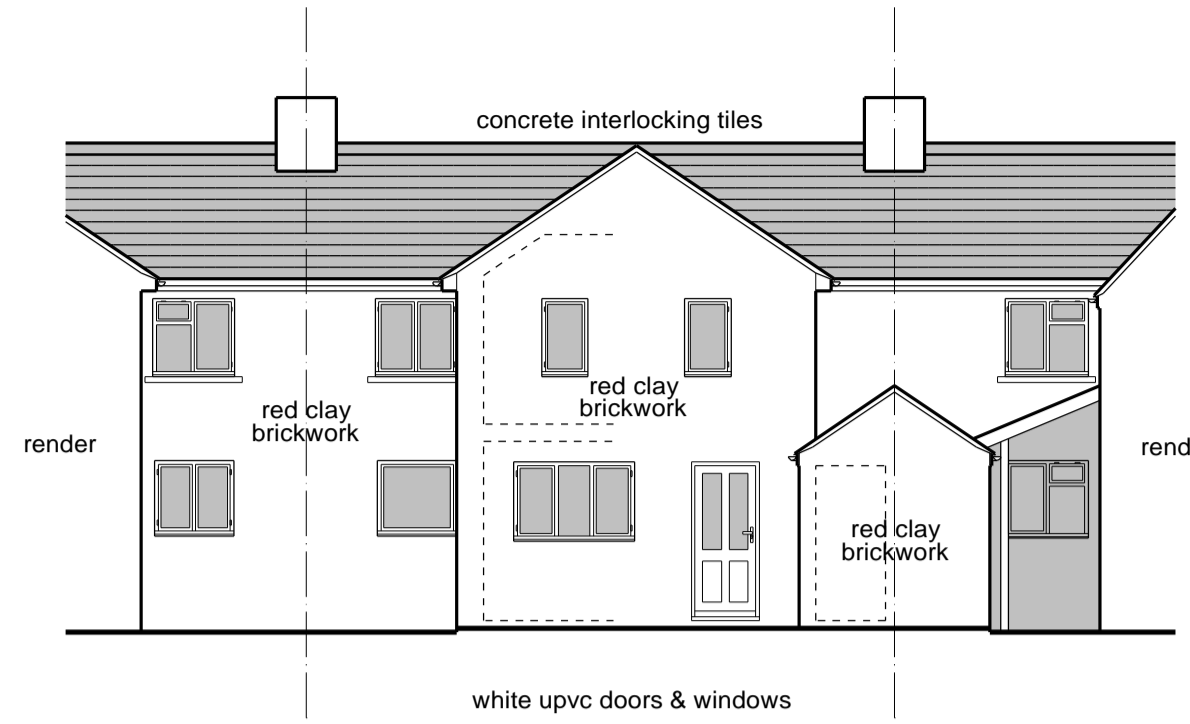 concrete interlocking tiles
red clay
brickwork
red clay
brickwork
render
rend
red clay
brickwork
white upvc doors & windows